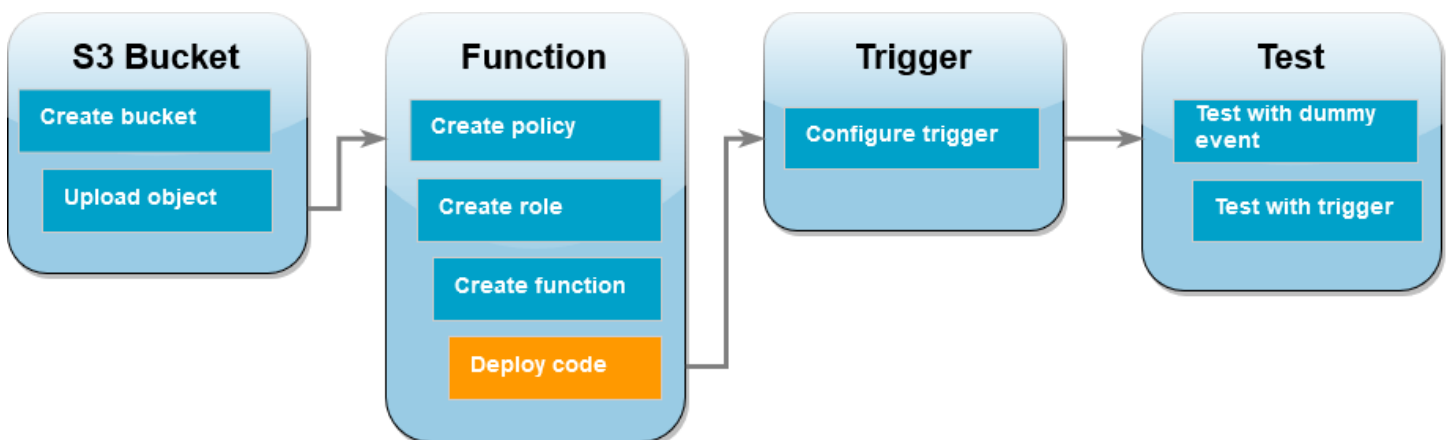 S3 Bucket
Create bucket
Upload object
Function
Create policy
Create role
Create function
Deploy code
Trigger
Configure trigger
Test
Test with dummy
event
Test with trigger